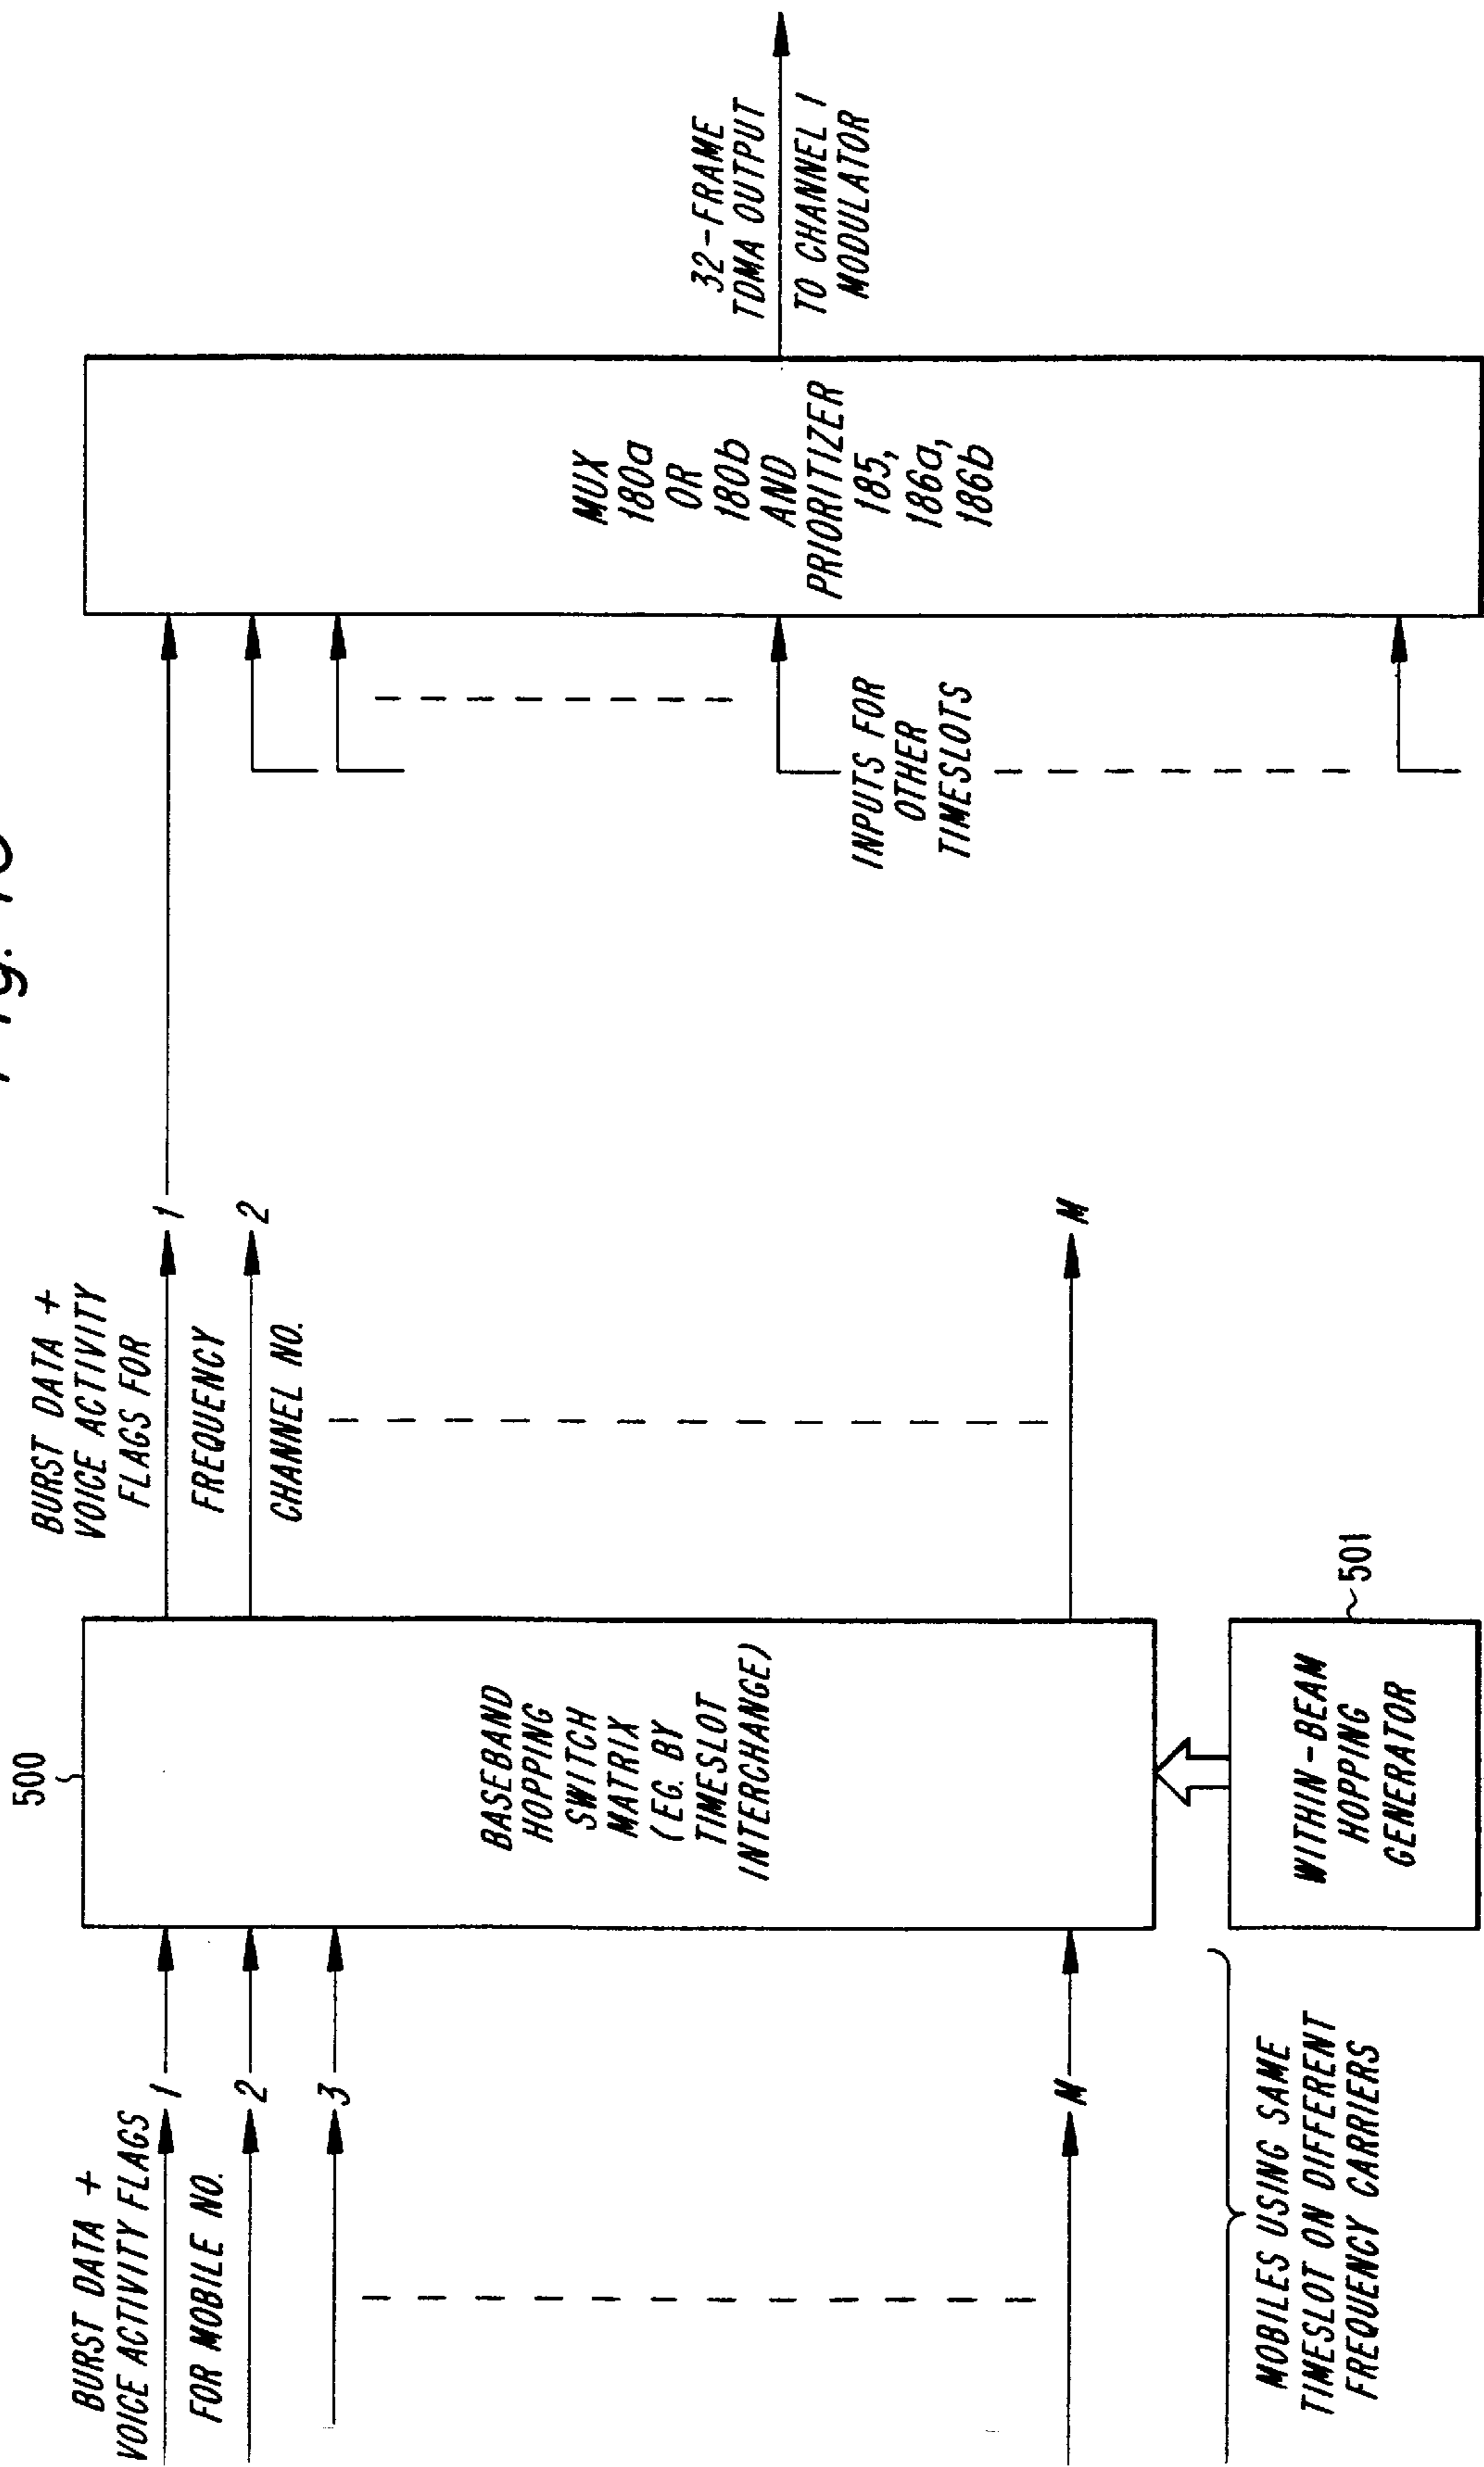 Fig.
BURST DATA +
VOICE ACTIVITY FLAGS
1
FOR MOBILE NO.
2
3
M
MOBILES USING SAME
TIMESLOT ON DIFFERENT
FREQUENCY CARRIERS
500
BASEBAND
HOPPING
SWITCH
MATRIX
(EG. BY
TIMESLOT
INTERCHANGE)
WITHIN-BEAM
HOPPING
GENERATOR
501
BURST DATA +
VOICE ACTIVITY
FLAGS FOR
1
FREQUENCY
2
CHANNEL NO.
M
INPUTS FOR
OTHER
TIMESLOTS
MUX
180a
OR
180b
AND
PRIORITIZER
185,
186a,
186b
32-FRAME
TDMA OUTPUT
TO CHANNEL 1
MODULATOR